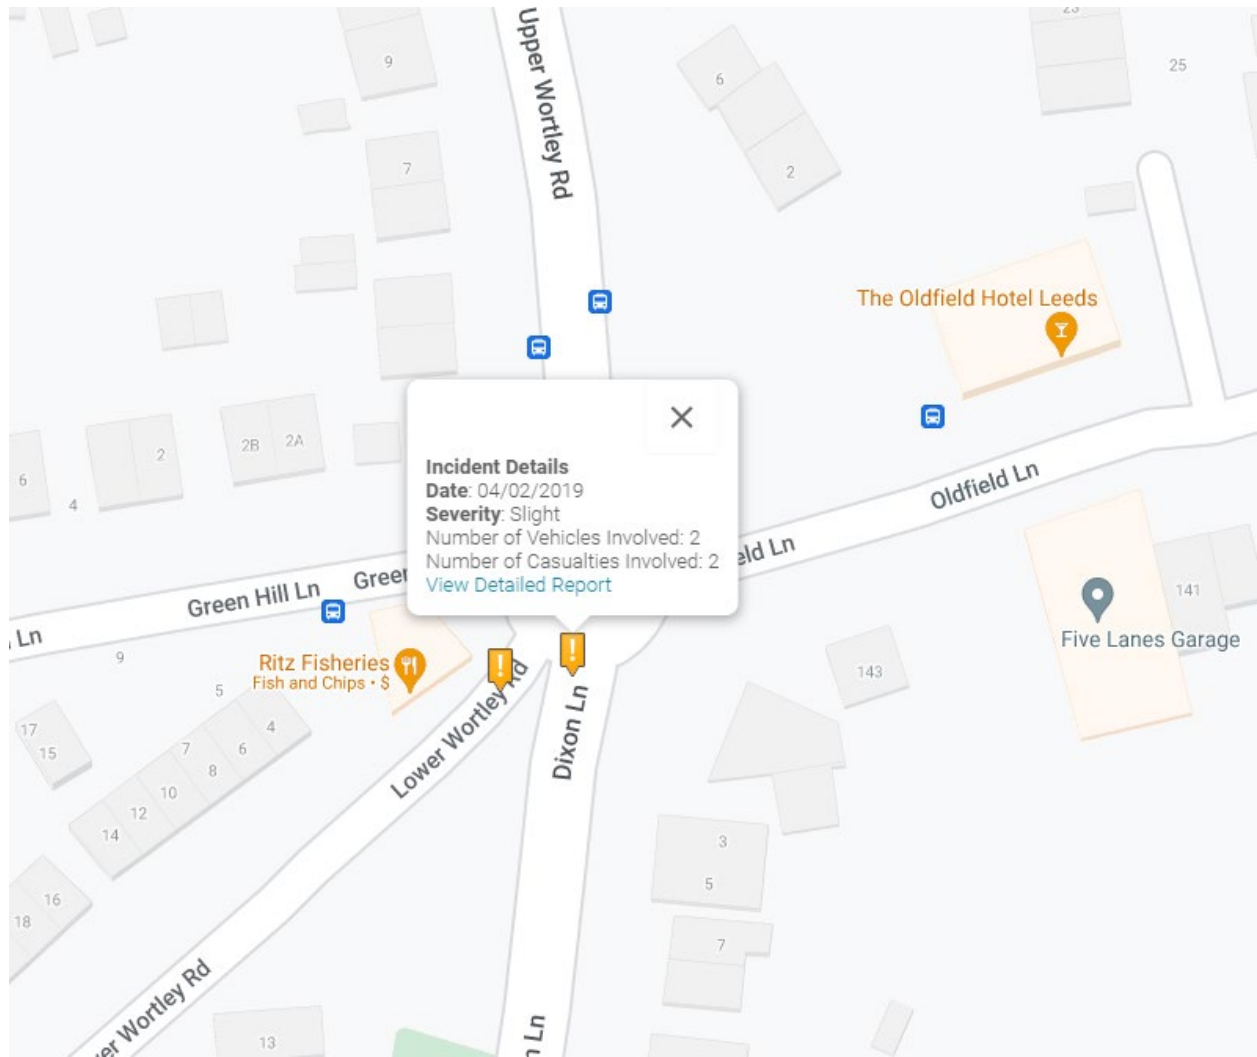 Upper Wortley Rd
9
6
25
7
2
The Oldfield Hotel Leeds
2B
2A
2
6
4
Incident Details
Date: 04/02/2019
Severity: Slight
Number of Vehicles Involved: 2
Number of Casualties Involved: 2
View Detailed Report
Oldfield Ln
eld Ln
Green Hill Ln
Green
Ln
9
141
Five Lanes Garage
Ritz Fisheries
Fish and Chips • $
143
5
4
17
15
7
6
8
10
12
14
Lower Wortley Rd
Dixon Ln
3
5
16
18
7
er Wortley Rd
n Ln
13